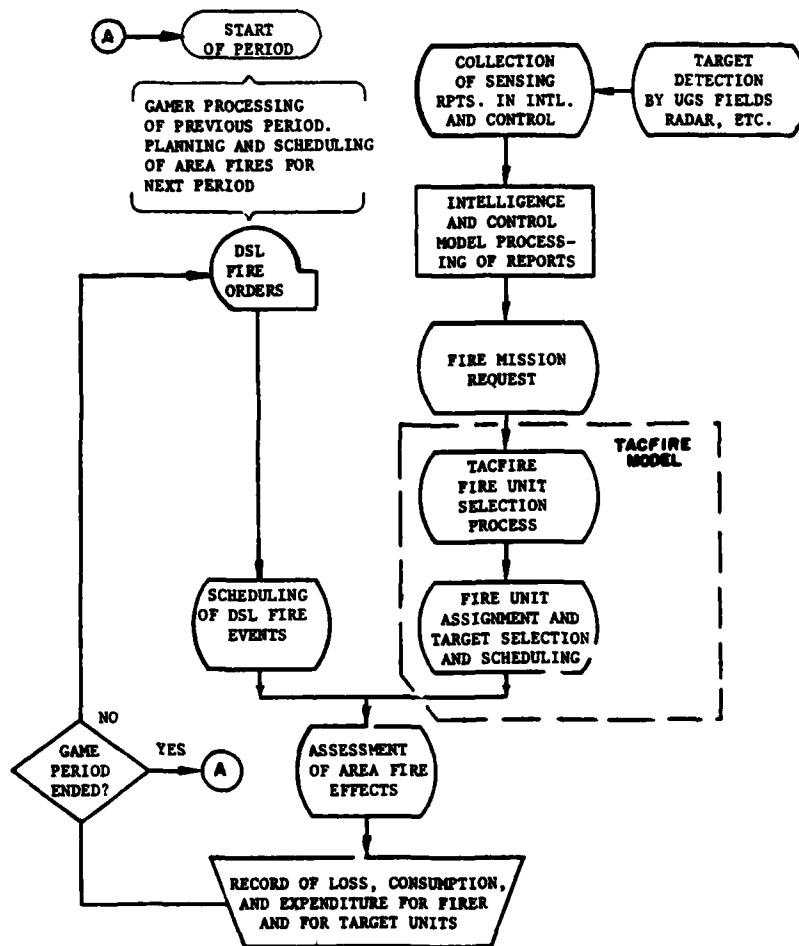 A
START
OF PERIOD
GAMER PROCESSING
OF PREVIOUS PERIOD.
PLANNING AND SCHEDULING
OF AREA FIRES FOR
NEXT PERIOD
DSL
FIRE
ORDERS
SCHEDULING
OF DSL FIRE
EVENTS
COLLECTION
OF SENSING
RPTS. IN INTL.
AND CONTROL
TARGET
DETECTION
BY UGS FIELDS
RADAR, ETC.
INTELLIGENCE
AND CONTROL
MODEL PROCESS-
ING OF REPORTS
FIRE MISSION
REQUEST
TACFIRE
MODEL
TACFIRE
FIRE UNIT
SELECTION
PROCESS
FIRE UNIT
ASSIGNMENT AND
TARGET SELECTION
AND SCHEDULING
ASSESSMENT
OF AREA FIRE
EFFECTS
RECORD OF LOSS, CONSUMPTION,
AND EXPENDITURE FOR FIRER
AND FOR TARGET UNITS
GAME
PERIOD
ENDED?
NO
YES
A